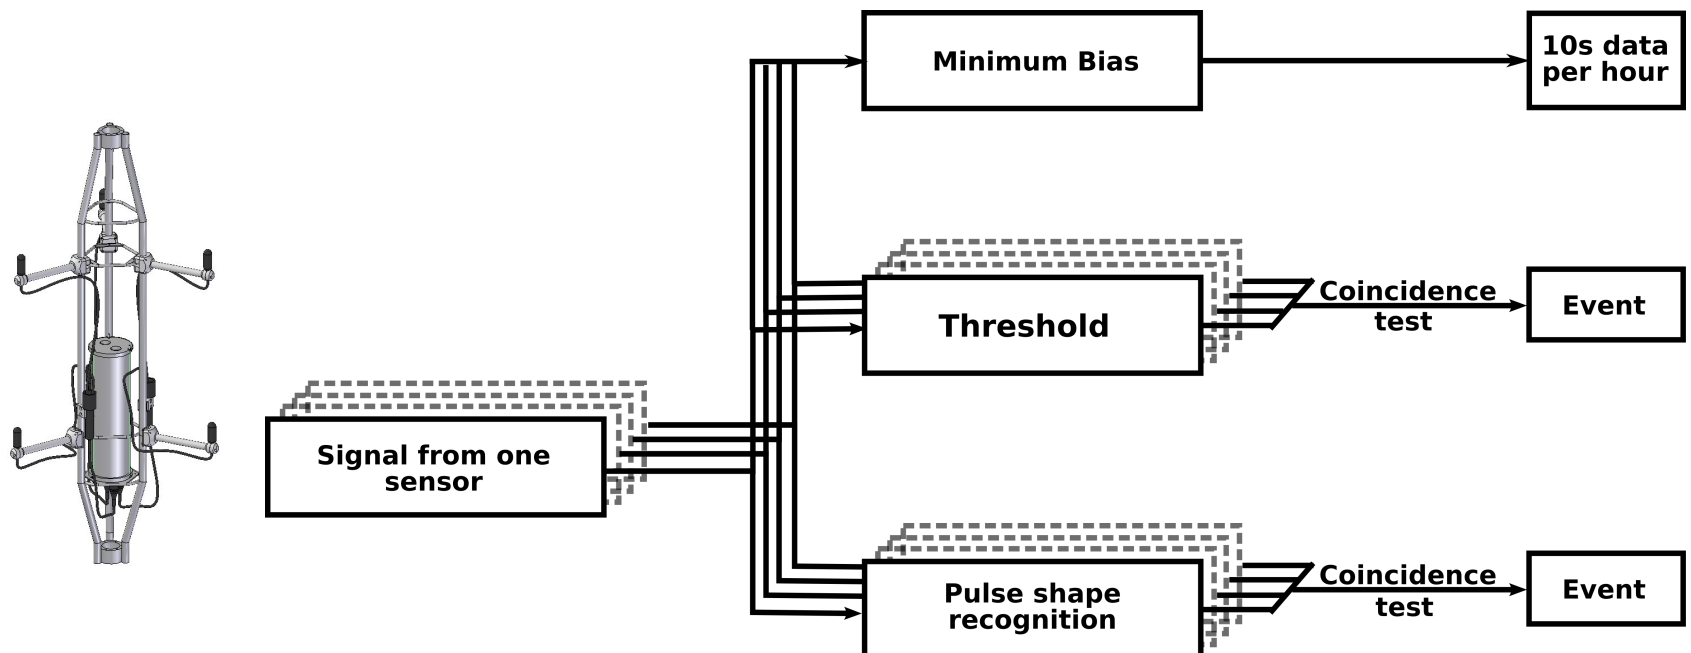 Minimum Bias
10s data
per hour
Threshold
Coincidence
test
Event
Signal from one
sensor
Pulse shape
recognition
Coincidence
test
Event